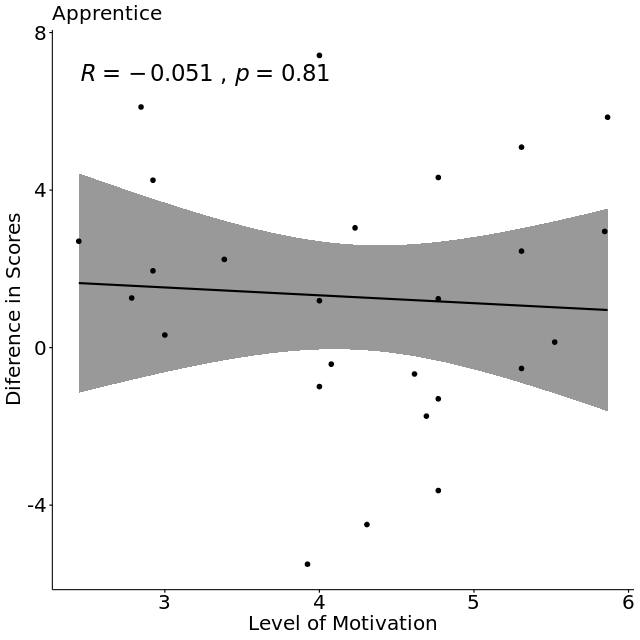 Apprentice
R = −0.051 , p = 0.81
8
4
0
-4
Diference in Scores
3 4 5 6
Level of Motivation